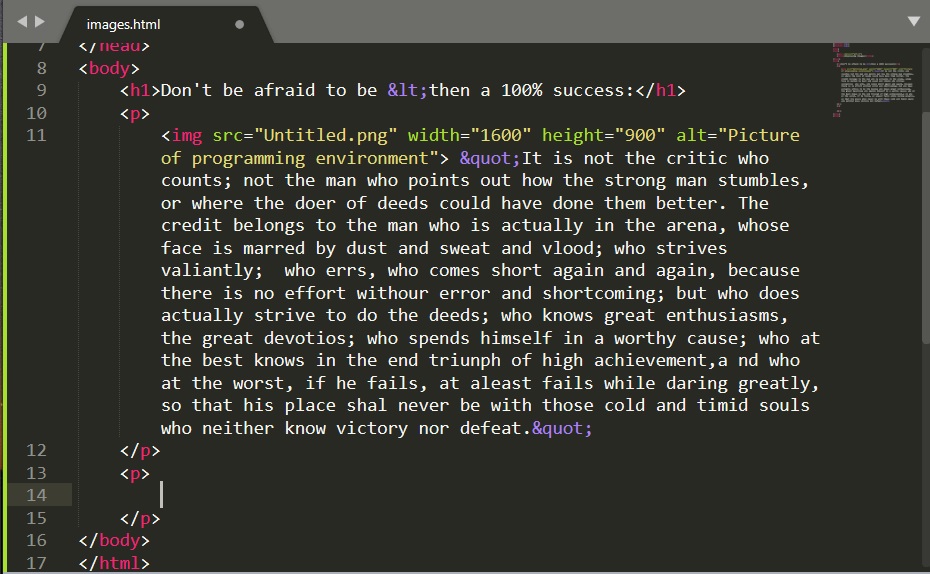 images.html
7 </head>
8 <body>
9 <h1>Don't be afraid to be &lt;then a 100% success:</h1>
10 <p>
11 <img src="Untitled.png" width="1600" height="900" alt="Picture
of programming environment"> &quot;It is not the critic who
counts; not the man who points out how the strong man stumbles,
or where the doer of deeds could have done them better. The
credit belongs to the man who is actually in the arena, whose
face is marred by dust and sweat and vlood; who strives
valiantly;  who errs, who comes short again and again, because
there is no effort withour error and shortcoming; but who does
actually strive to do the deeds; who knows great enthusiasms,
the great devotios; who spends himself in a worthy cause; who at
the best knows in the end triunph of high achievement,a nd who
at the worst, if he fails, at aleast fails while daring greatly,
so that his place shal never be with those cold and timid souls
who neither know victory nor defeat.&quot;
12 </p>
13 <p>
14
15 </p>
16 </body>
17 </html>